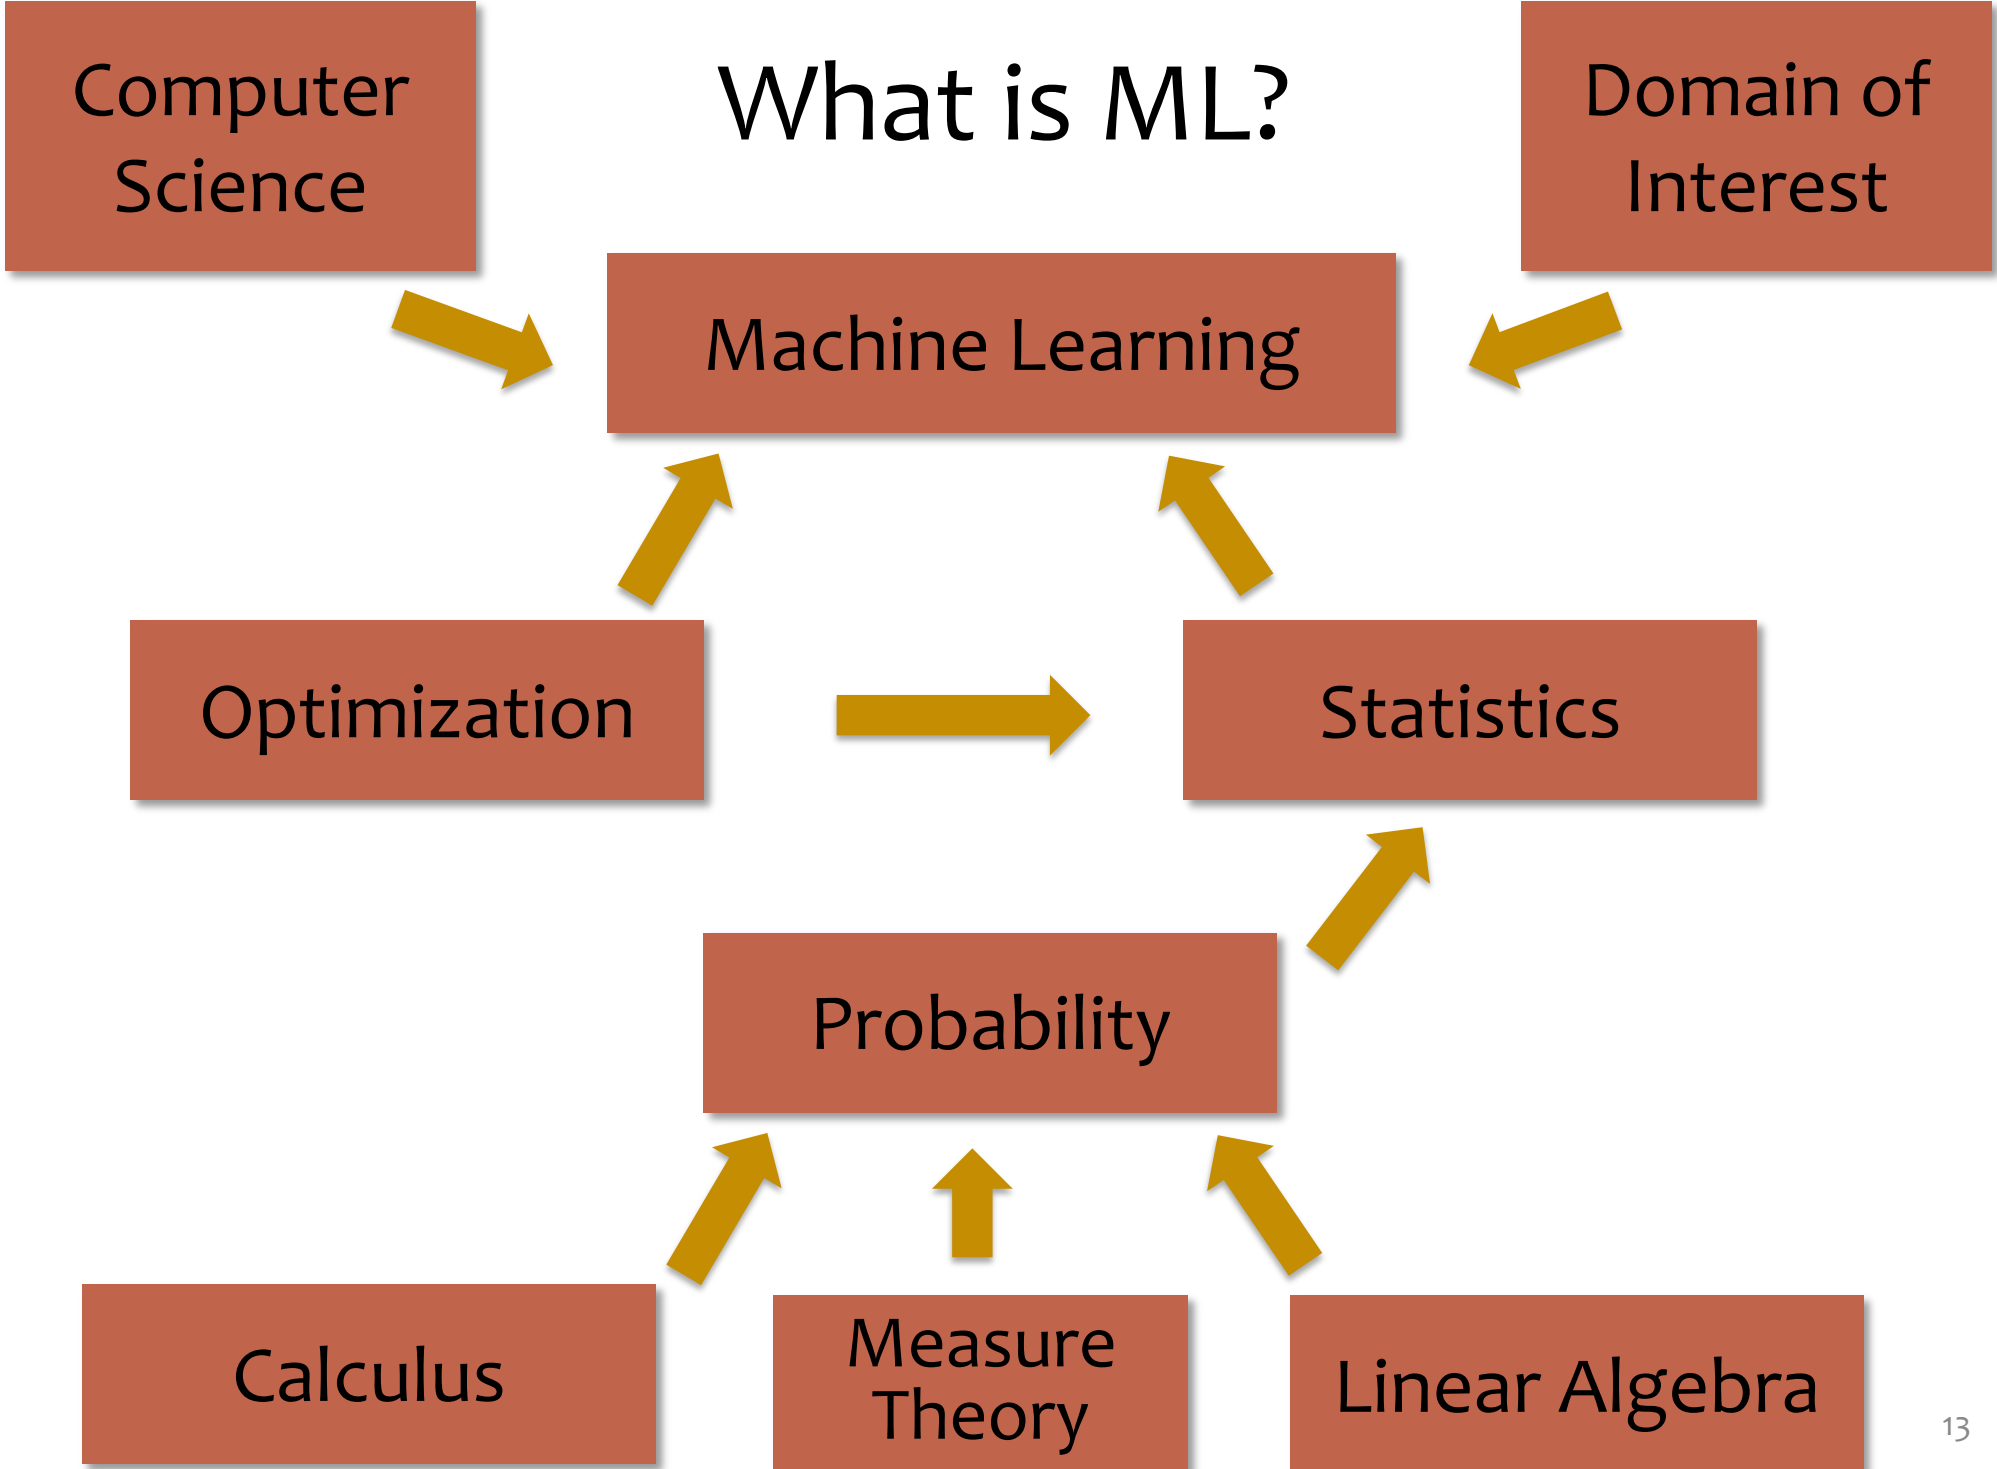 What is ML?
Computer
Science
Domain of
Interest
Machine Learning
Optimization
Statistics
Probability
Calculus
Measure
Theory
Linear Algebra
13